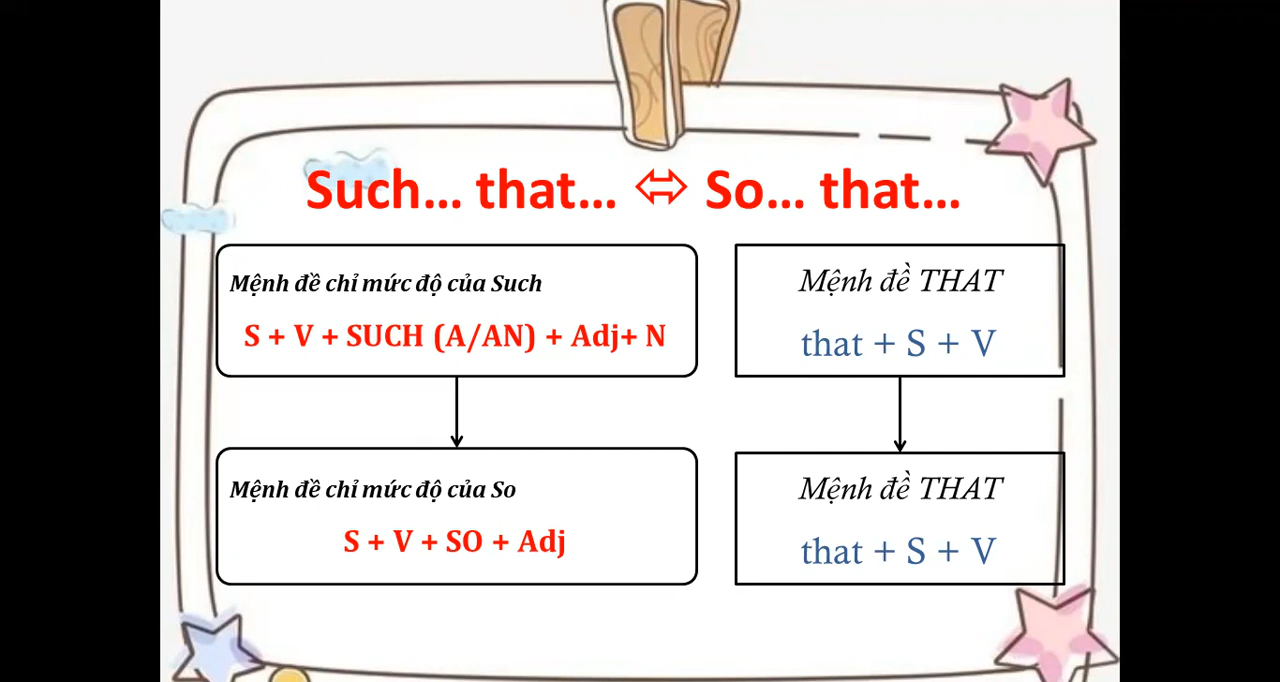 Such... that... ⬄ So... that...
Mệnh đề chỉ mức độ của Such
S + V + SUCH (A/AN) + Adj+ N
Mệnh đề THAT
that + S + V
Mệnh đề chỉ mức độ của So
S + V + SO + Adj
Mệnh đề THAT
that + S + V